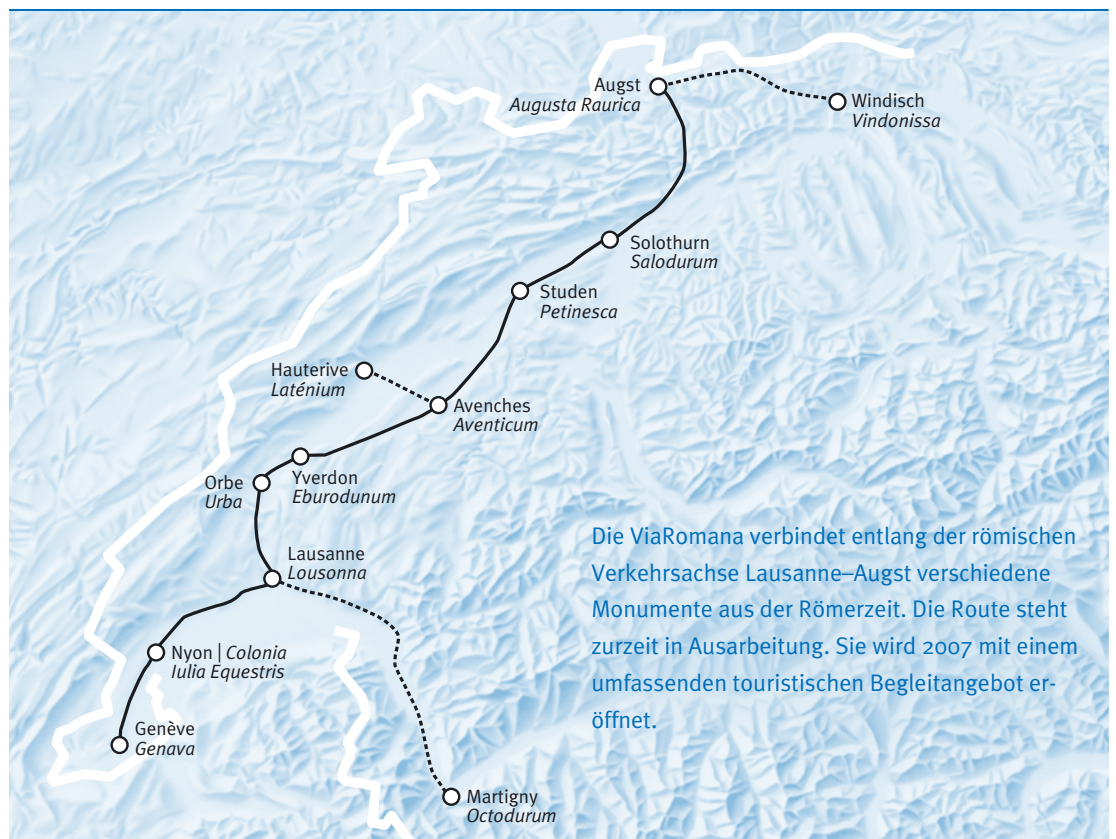 Augst
Augusta Raurica
Windisch
Vindonissa
Solothurn
Salodurum
Studen
Petinesca
Hauterive
Laténium
Avenches
Aventicum
Yverdon
Eburodunum
Orbe
Urba
Lausanne
Lousonna
Nyon | Colonia
Iulia Equestris
Genève
Genava
Martigny
Octodurum
Die ViaRomana verbindet entlang der römischen
Verkehrsachse Lausanne–Augst verschiedene
Monumente aus der Römerzeit. Die Route steht
zurzeit in Ausarbeitung. Sie wird 2007 mit einem
umfassenden touristischen Begleitangebot er-
öffnet.